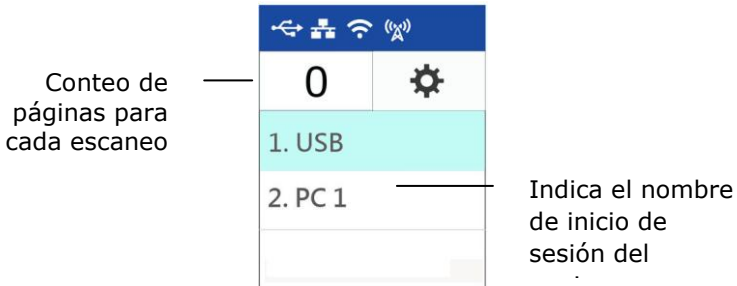 Conteo de
páginas para
cada escaneo
0
1. USB
2. PC 1
Indica el nombre
de inicio de
sesión del